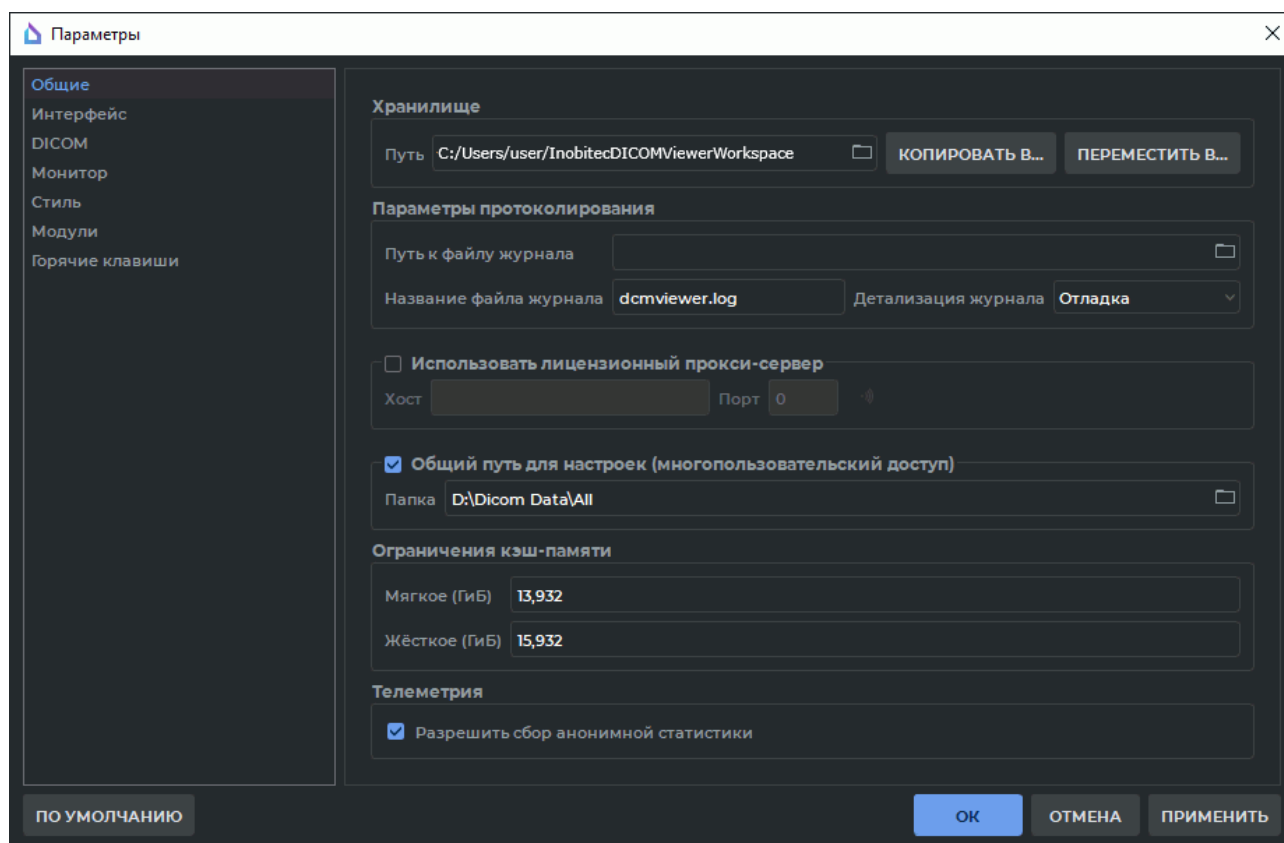 Параметры
Общие
Интерфейс
DICOM
Монитор
Стиль
Модули
Горячие клавиши
Хранилище
Путь C:/Users/user/InobitecDICOMViewerWorkspace КОПИРОВАТЬ В... ПЕРЕМЕСТИТЬ В...
Параметры протоколирования
Путь к файлу журнала
Название файла журнала dcmviewer.log Детализация журнала Отладка
Использовать лицензионный прокси-сервер
Хост Порт 0
Общий путь для настроек (многопользовательский доступ)
Папка D:\Dicom Data\All
Ограничения кэш-памяти
Мягкое (ГиБ) 13,932
Жёсткое (ГиБ) 15,932
Телеметрия
Разрешить сбор анонимной статистики
ПО УМОЛЧАНИЮ ОК ОТМЕНА ПРИМЕНИТЬ